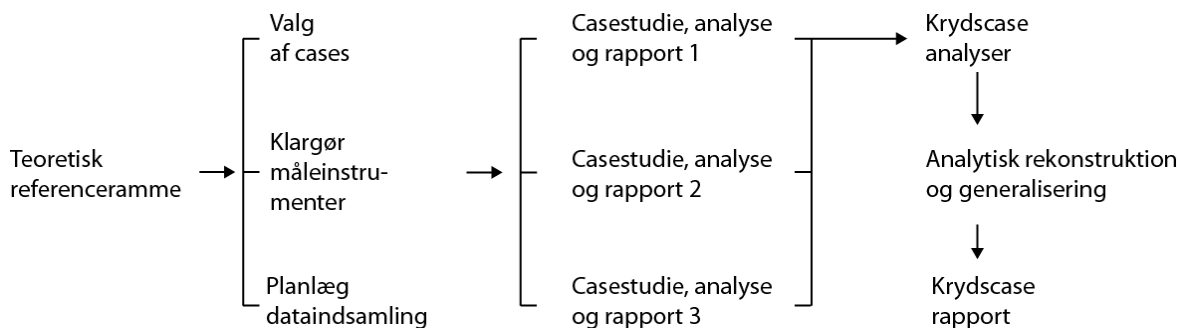 Teoretisk
referenceramme
Valg
af cases
Klargør
måleinstru-
menter
Planlæg
dataindsamling
Casestudie, analyse
og rapport 1
Casestudie, analyse
og rapport 2
Casestudie, analyse
og rapport 3
Krydscase
analyser
Analytisk rekonstruktion
og generalisering
Krydscase
rapport